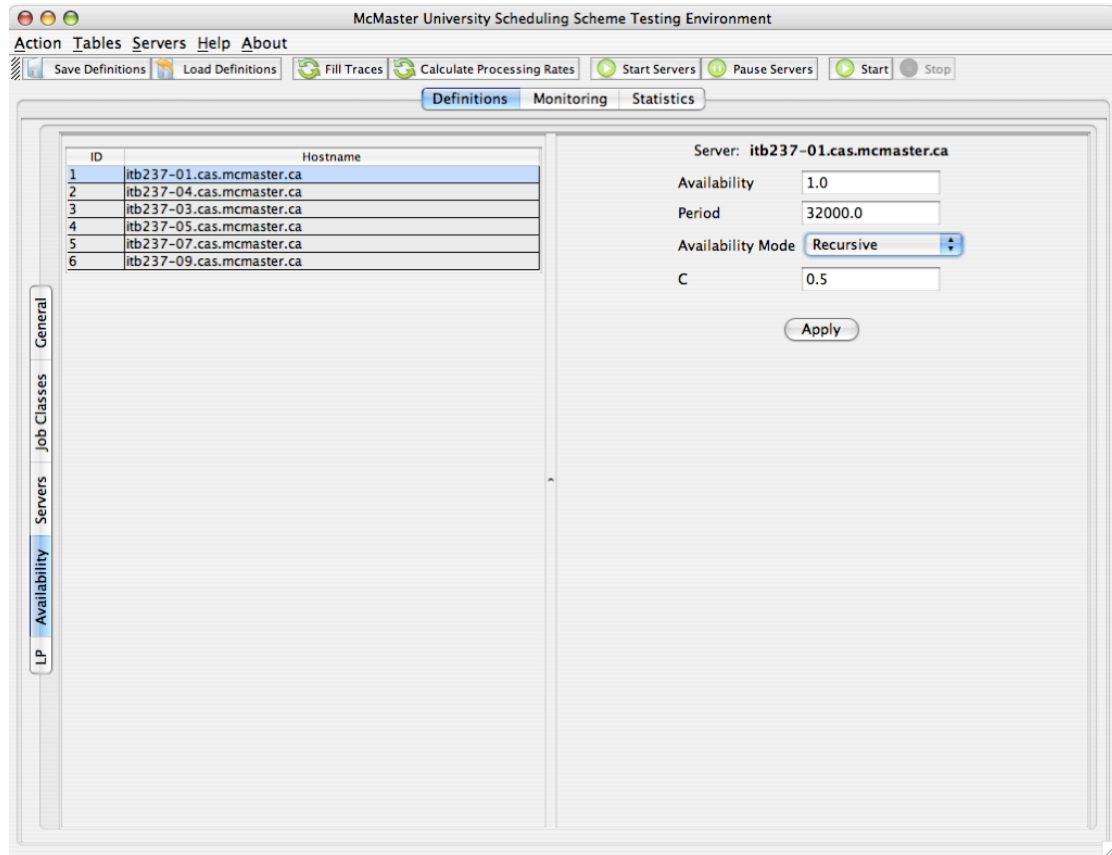 McMaster University Scheduling Scheme Testing Environment
Action Tables Servers Help About
Save Definitions Load Definitions Fill Traces Calculate Processing Rates Start Servers Pause Servers Start Stop
Definitions Monitoring Statistics
General
Job Classes
Servers
Availability
LP
ID Hostname
1 itb237-01.cas.mcmaster.ca
2 itb237-04.cas.mcmaster.ca
3 itb237-03.cas.mcmaster.ca
4 itb237-05.cas.mcmaster.ca
5 itb237-07.cas.mcmaster.ca
6 itb237-09.cas.mcmaster.ca
Server: itb237-01.cas.mcmaster.ca
Availability 1.0
Period 32000.0
Availability Mode Recursive
C 0.5
Apply